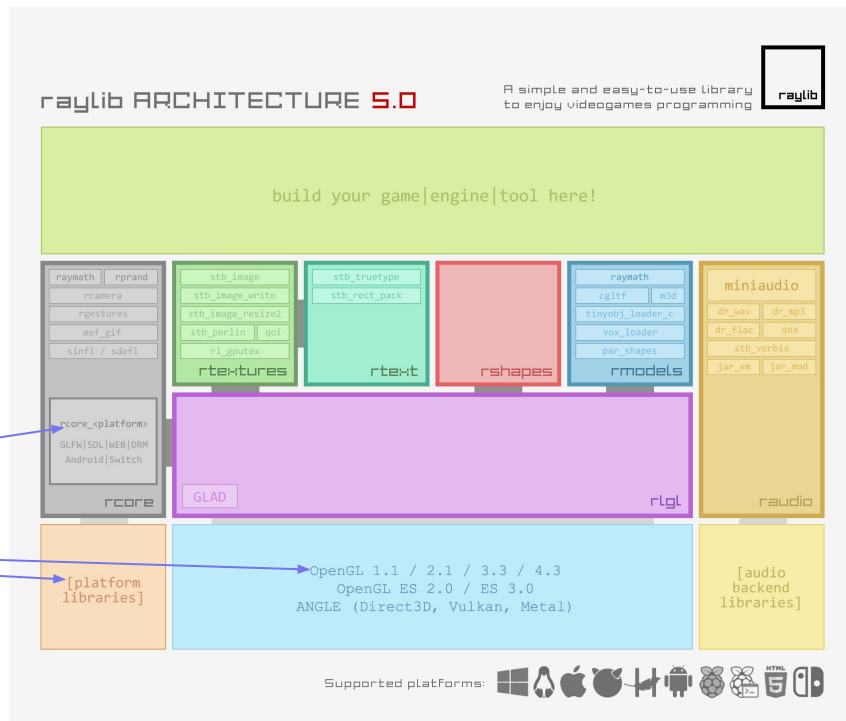 raylib ARCHITECTURE 5.0
A simple and easy-to-use library
to enjoy videogames programming
raylib
build your game|engine|tool here!
raymath rprand
rcamera
rgestures
msf_gif
sinfl / sdefl
rcore_<platform>
GLFW|SDL|WEB|DRM
Android|Switch
rcore
stb_image
stb_image_write
stb_image_resize2
stb_perlin qoi
rl_gputex
rtextures
stb_truetype
stb_rect_pack
rtext
rshapes
raymath
cgltf m3d
tinyobj_loader_c
vox_loader
par_shapes
rmodels
miniaudio
dr_wav dr_mp3
dr_flac qoa
stb_vorbis
jar_xm jar_mod
raudio
GLAD
rlgl
[platform
libraries]
OpenGL 1.1 / 2.1 / 3.3 / 4.3
OpenGL ES 2.0 / ES 3.0
ANGLE (Direct3D, Vulkan, Metal)
[audio
backend
libraries]
Supported platforms:
HTML
5